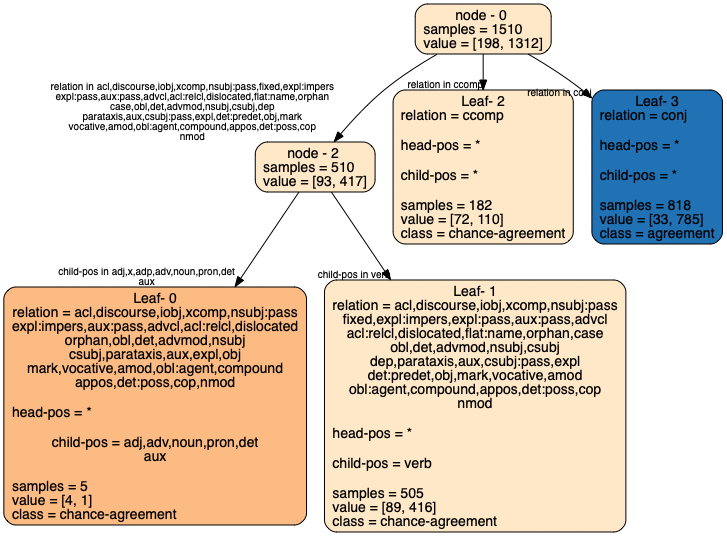 node - 0
samples = 1510
value = [198, 1312]
relation in acl,discourse,iobj,xcomp,nsubj:pass,fixed,expl:impers
expl:pass,aux:pass,advcl,acl:relcl,dislocated,flat:name,orphan
case,obl,det,advmod,nsubj,csubj,dep
parataxis,aux,csubj:pass,expl,det:predet,obj,mark
vocative,amod,obl:agent,compound,appos,det:poss,cop
nmod
relation in ccomp
relation in conj
node - 2
samples = 510
value = [93, 417]
Leaf- 2
relation = ccomp
head-pos = *
child-pos = *
samples = 182
value = [72, 110]
class = chance-agreement
Leaf- 3
relation = conj
head-pos = *
child-pos = *
samples = 818
value = [33, 785]
class = agreement
child-pos in adj,x,adp,adv,noun,pron,det
aux
child-pos in verb
Leaf- 0
relation = acl,discourse,iobj,xcomp,nsubj:pass
expl:impers,aux:pass,advcl,acl:relcl,dislocated
orphan,obl,det,advmod,nsubj
csubj,parataxis,aux,expl,obj
mark,vocative,amod,obl:agent,compound
appos,det:poss,cop,nmod
head-pos = *
child-pos = adj,adv,noun,pron,det
aux
samples = 5
value = [4, 1]
class = chance-agreement
Leaf- 1
relation = acl,discourse,iobj,xcomp,nsubj:pass
fixed,expl:impers,expl:pass,aux:pass,advcl
acl:relcl,dislocated,flat:name,orphan,case
obl,det,advmod,nsubj,csubj
dep,parataxis,aux,csubj:pass,expl
det:predet,obj,mark,vocative,amod
obl:agent,compound,appos,det:poss,cop
nmod
head-pos = *
child-pos = verb
samples = 505
value = [89, 416]
class = chance-agreement